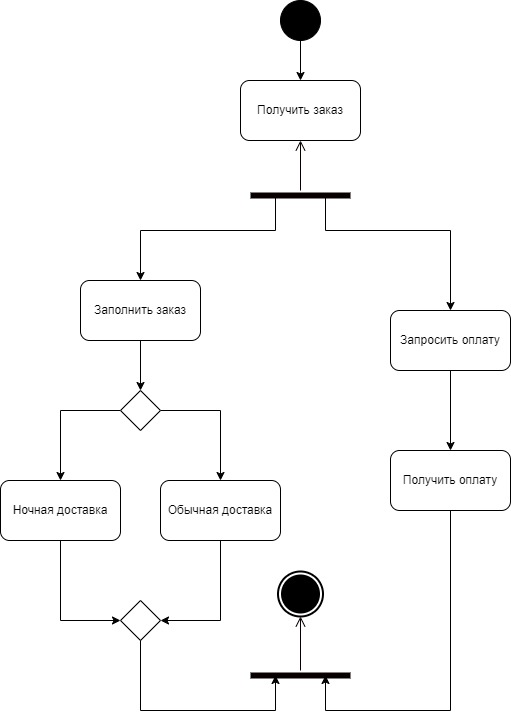 Получить заказ
Заполнить заказ
Запросить оплату
Получить оплату
Ночная доставка
Обычная доставка